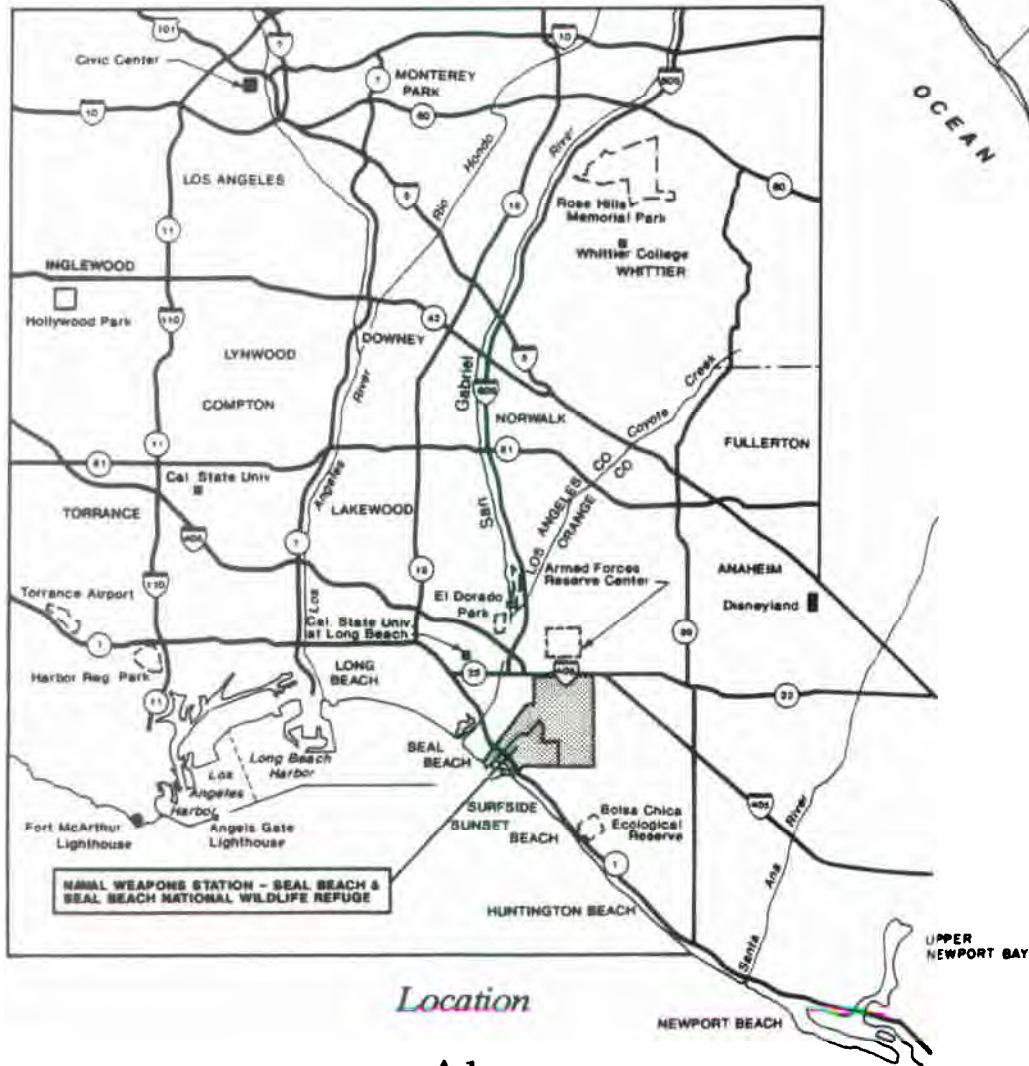 OCEAN
101
5
10
605
Civic Center
7
MONTEREY
PARK
10
60
Hondo
River
LOS ANGELES
5
Rio
19
Rose Hills
Memorial Park
60
11
Whittier College
WHITTIER
INGLEWOOD
Hollywood Park
110
42
DOWNEY
5
LYNWOOD
River
Gabriel
605
Creek
COMPTON
NORWALK
Coyote
FULLERTON
11
91
91
Cal. State Univ
LOS ANGELES CO
ORANGE CO
Angeles
TORRANCE
LAKEWOOD
San
405
7
Armed Forces
Reserve Center
ANAHEIM
110
19
El Dorado
Park
Disneyland
Torrance Airport
Los
Cal. State Univ.
at Long Beach
1
Harbor Reg Park
LONG
BEACH
22
405
22
11
SEAL
BEACH
Long Beach
Harbor
Los
Angeles
Harbor
SURFSIDE
SUNSET
BEACH
Bolsa Chica
Ecological
Reserve
405
River
Fort McArthur
Lighthouse
Angels Gate
Lighthouse
1
Ana
NAVAL WEAPONS STATION – SEAL BEACH &
SEAL BEACH NATIONAL WILDLIFE REFUGE
HUNTINGTON BEACH
Santa
UPPER
NEWPORT BAY
Location
NEWPORT BEACH